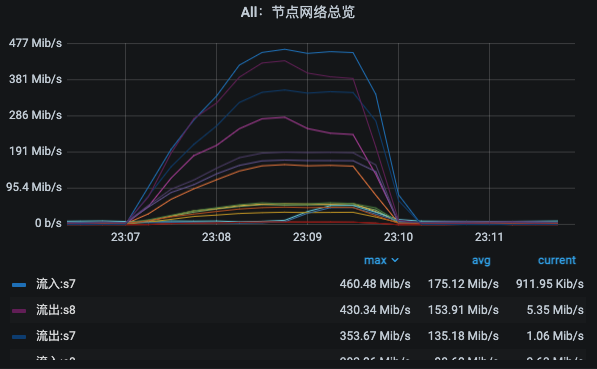 All：节点网络总览
477 Mib/s
381 Mib/s
286 Mib/s
191 Mib/s
95.4 Mib/s
0 b/s
23:07 23:08 23:09 23:10 23:11
max avg current
流入:s7 460.48 Mib/s 175.12 Mib/s 911.95 Kib/s
流出:s8 430.34 Mib/s 153.91 Mib/s 5.35 Mib/s
流出:s7 353.67 Mib/s 135.18 Mib/s 1.06 Mib/s